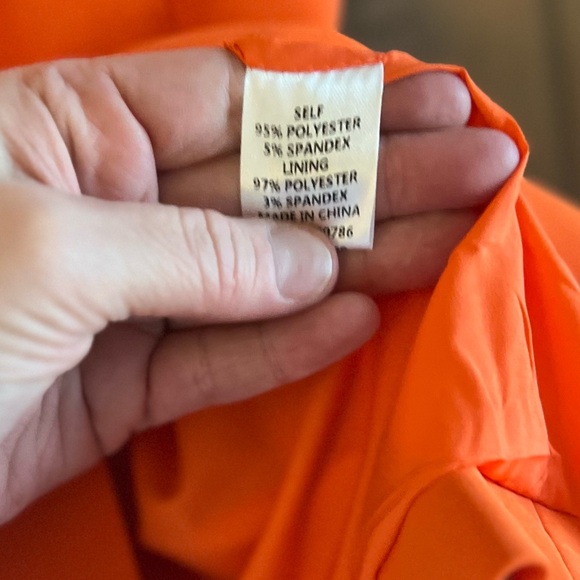 SELF
95% POLYESTER
5% SPANDEX
LINING
97% POLYESTER
3% SPANDEX
MADE IN CHINA